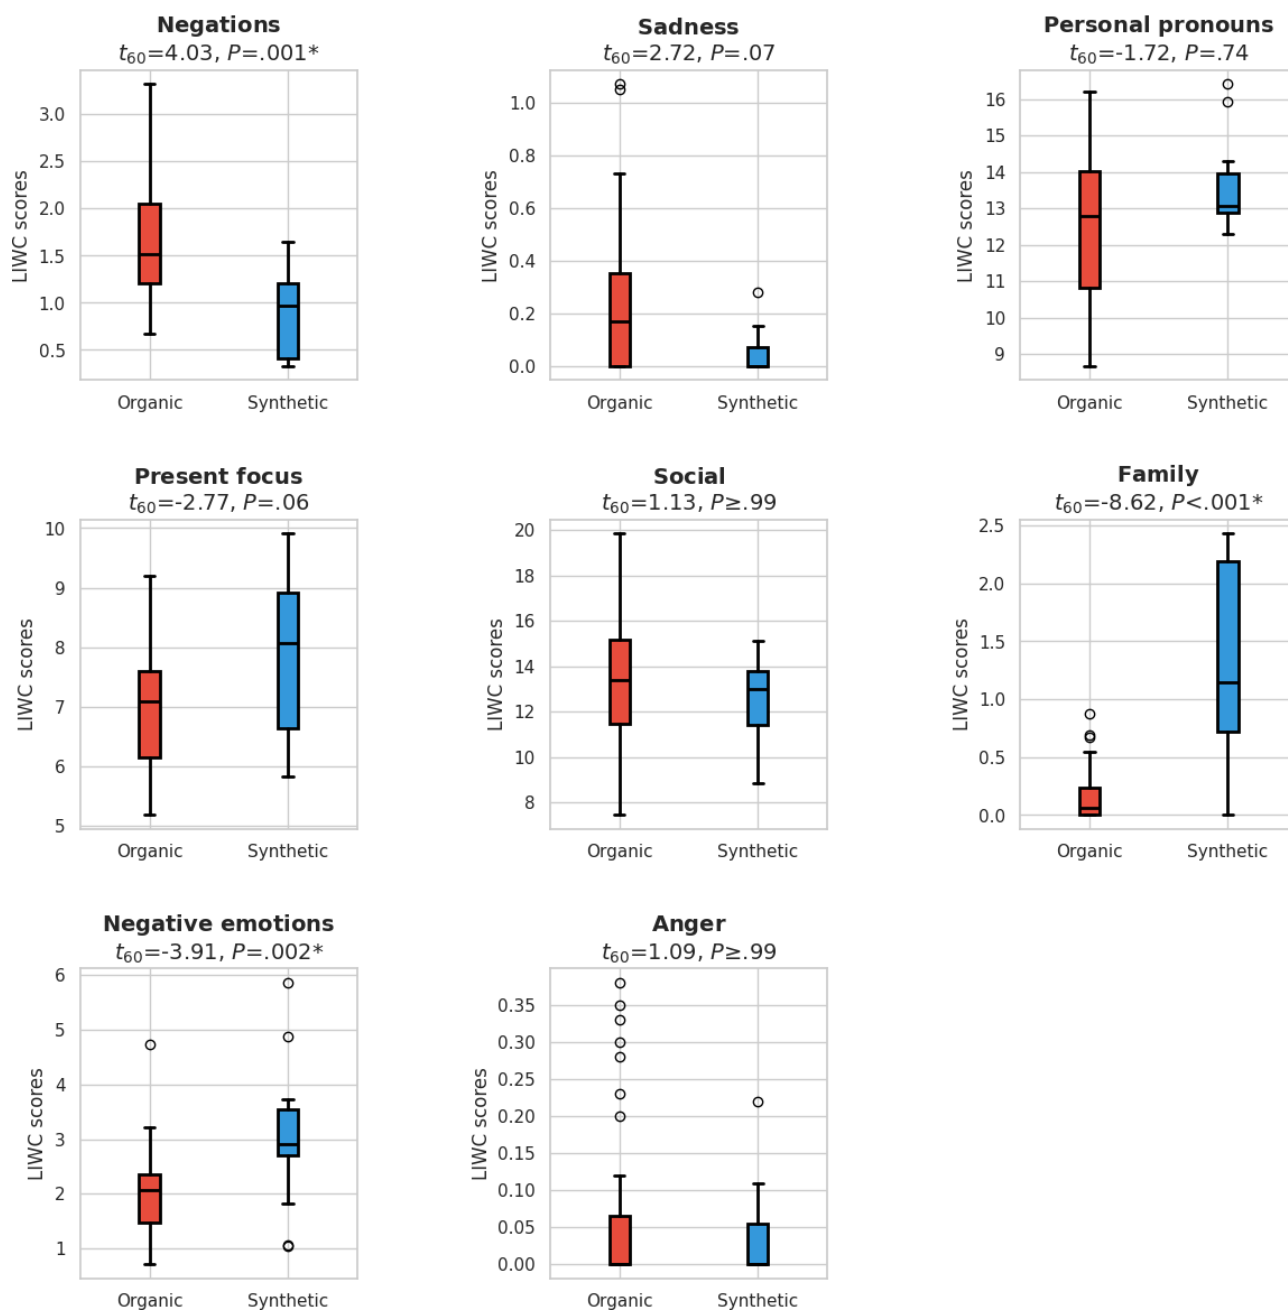 Negations
t60=4.03, P=.001*
LIWC scores
3.0
2.5
2.0
1.5
1.0
0.5
Organic Synthetic
Sadness
t60=2.72, P=.07
LIWC scores
1.0
0.8
0.6
0.4
0.2
0.0
Organic Synthetic
Personal pronouns
t60=-1.72, P=.74
LIWC scores
16
15
14
13
12
11
10
9
Organic Synthetic
Present focus
t60=-2.77, P=.06
LIWC scores
10
9
8
7
6
5
Organic Synthetic
Social
t60=1.13, P≥.99
LIWC scores
20
18
16
14
12
10
8
Organic Synthetic
Family
t60=-8.62, P<.001*
LIWC scores
2.5
2.0
1.5
1.0
0.5
0.0
Organic Synthetic
Negative emotions
t60=-3.91, P=.002*
LIWC scores
6
5
4
3
2
1
Organic Synthetic
Anger
t60=1.09, P≥.99
LIWC scores
0.35
0.30
0.25
0.20
0.15
0.10
0.05
0.00
Organic Synthetic